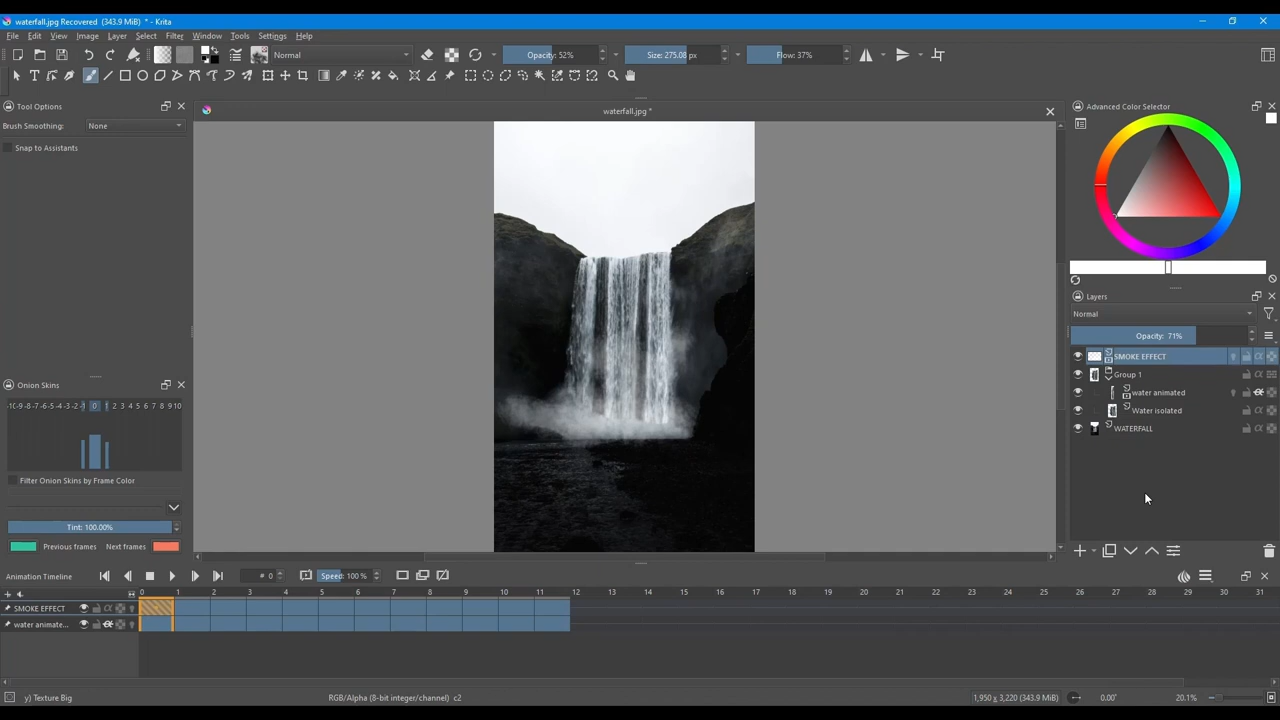 waterfall.jpg Recovered (343.9 MiB) * - Krita
File Edit View Image Layer Select Filter Window Tools Settings Help
Normal
Opacity: 52%
Size: 275.08 px
Flow: 37%
Tool Options
Brush Smoothing: None
Snap to Assistants
waterfall.jpg *
Advanced Color Selector
Layers
Normal
Opacity: 71%
SMOKE EFFECT
Group 1
water animated
Water isolated
WATERFALL
Onion Skins
-10 -9 -8 -7 -6 -5 -4 -3 -2 -1 0 1 2 3 4 5 6 7 8 9 10
Filter Onion Skins by Frame Color
Tint: 100.00%
Previous frames
Next frames
Animation Timeline
# 0
Speed: 100 %
0 1 2 3 4 5 6 7 8 9 10 11 12 13 14 15 16 17 18 19 20 21 22 23 24 25 26 27 28 29 30 31
SMOKE EFFECT
water animate...
y) Texture Big
RGB/Alpha (8-bit integer/channel) c2
1,950 x 3,220 (343.9 MiB)
0.00°
20.1%